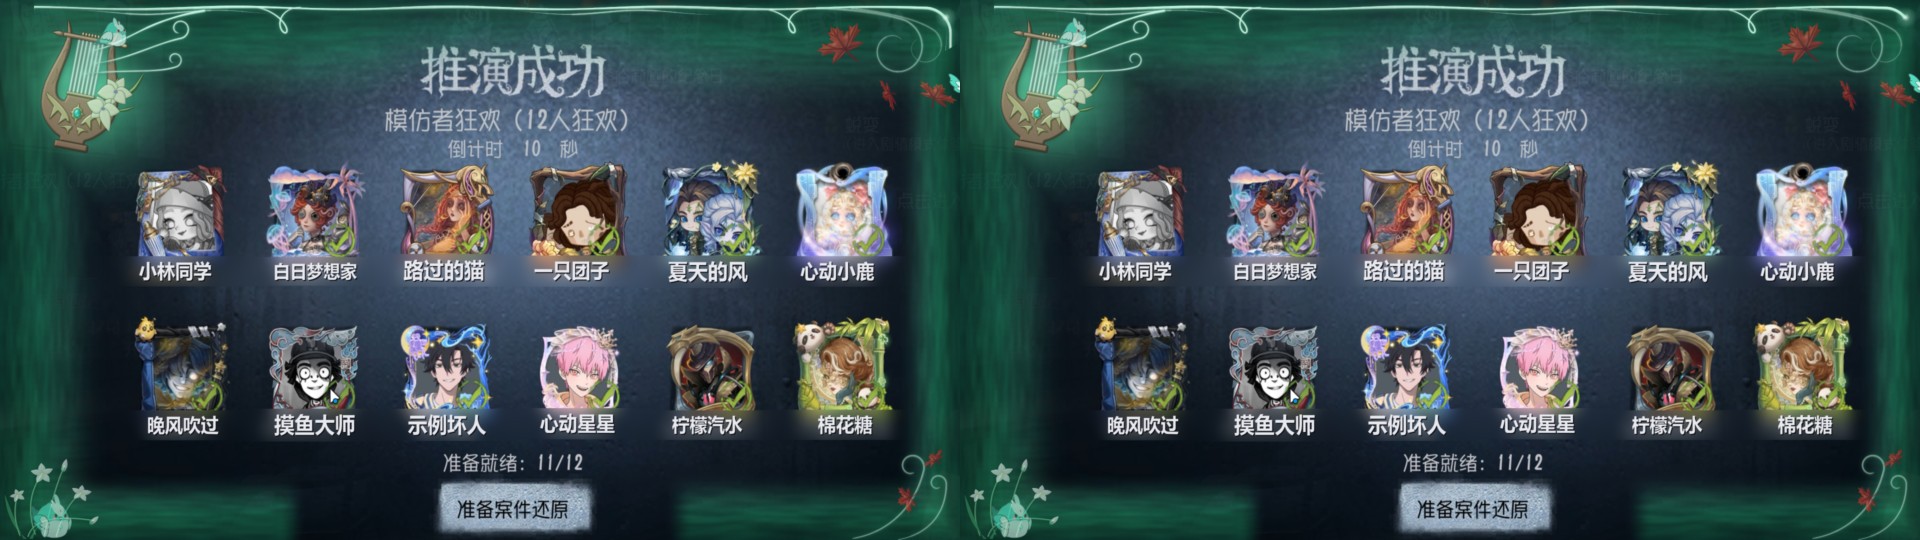 推演成功
模仿者狂欢（12人狂欢）
倒计时 10 秒
小林同学 白日梦想家 路过的猫 一只团子 夏天的风 心动小鹿
晚风吹过 摸鱼大师 示例坏人 心动星星 柠檬汽水 棉花糖
准备就绪：11/12
准备案件还原
推演成功
模仿者狂欢（12人狂欢）
倒计时 10 秒
小林同学 白日梦想家 路过的猫 一只团子 夏天的风 心动小鹿
晚风吹过 摸鱼大师 示例坏人 心动星星 柠檬汽水 棉花糖
准备就绪：11/12
准备案件还原